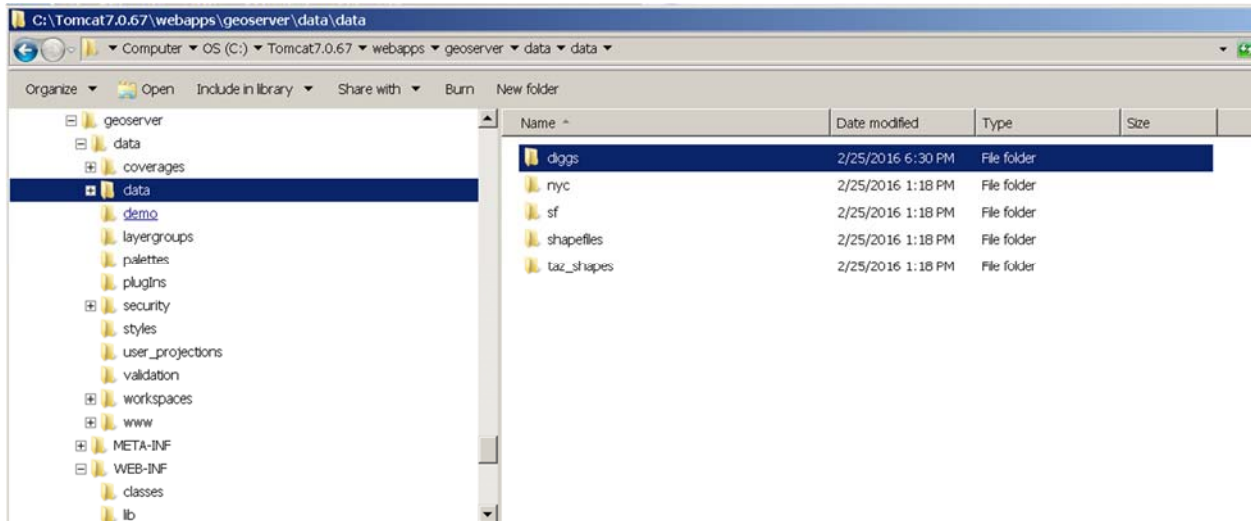 C:\Tomcat7.0.67\webapps\geoserver\data\data
Computer OS (C:) Tomcat7.0.67 webapps geoserver data data
Organize Open Include in library Share with Burn New folder
geoserver
data
coverages
data
demo
layergroups
palettes
plugIns
security
styles
user_projections
validation
workspaces
www
META-INF
WEB-INF
classes
lib
Name Date modified Type Size
diggs 2/25/2016 6:30 PM File folder
nyc 2/25/2016 1:18 PM File folder
sf 2/25/2016 1:18 PM File folder
shapefiles 2/25/2016 1:18 PM File folder
taz_shapes 2/25/2016 1:18 PM File folder